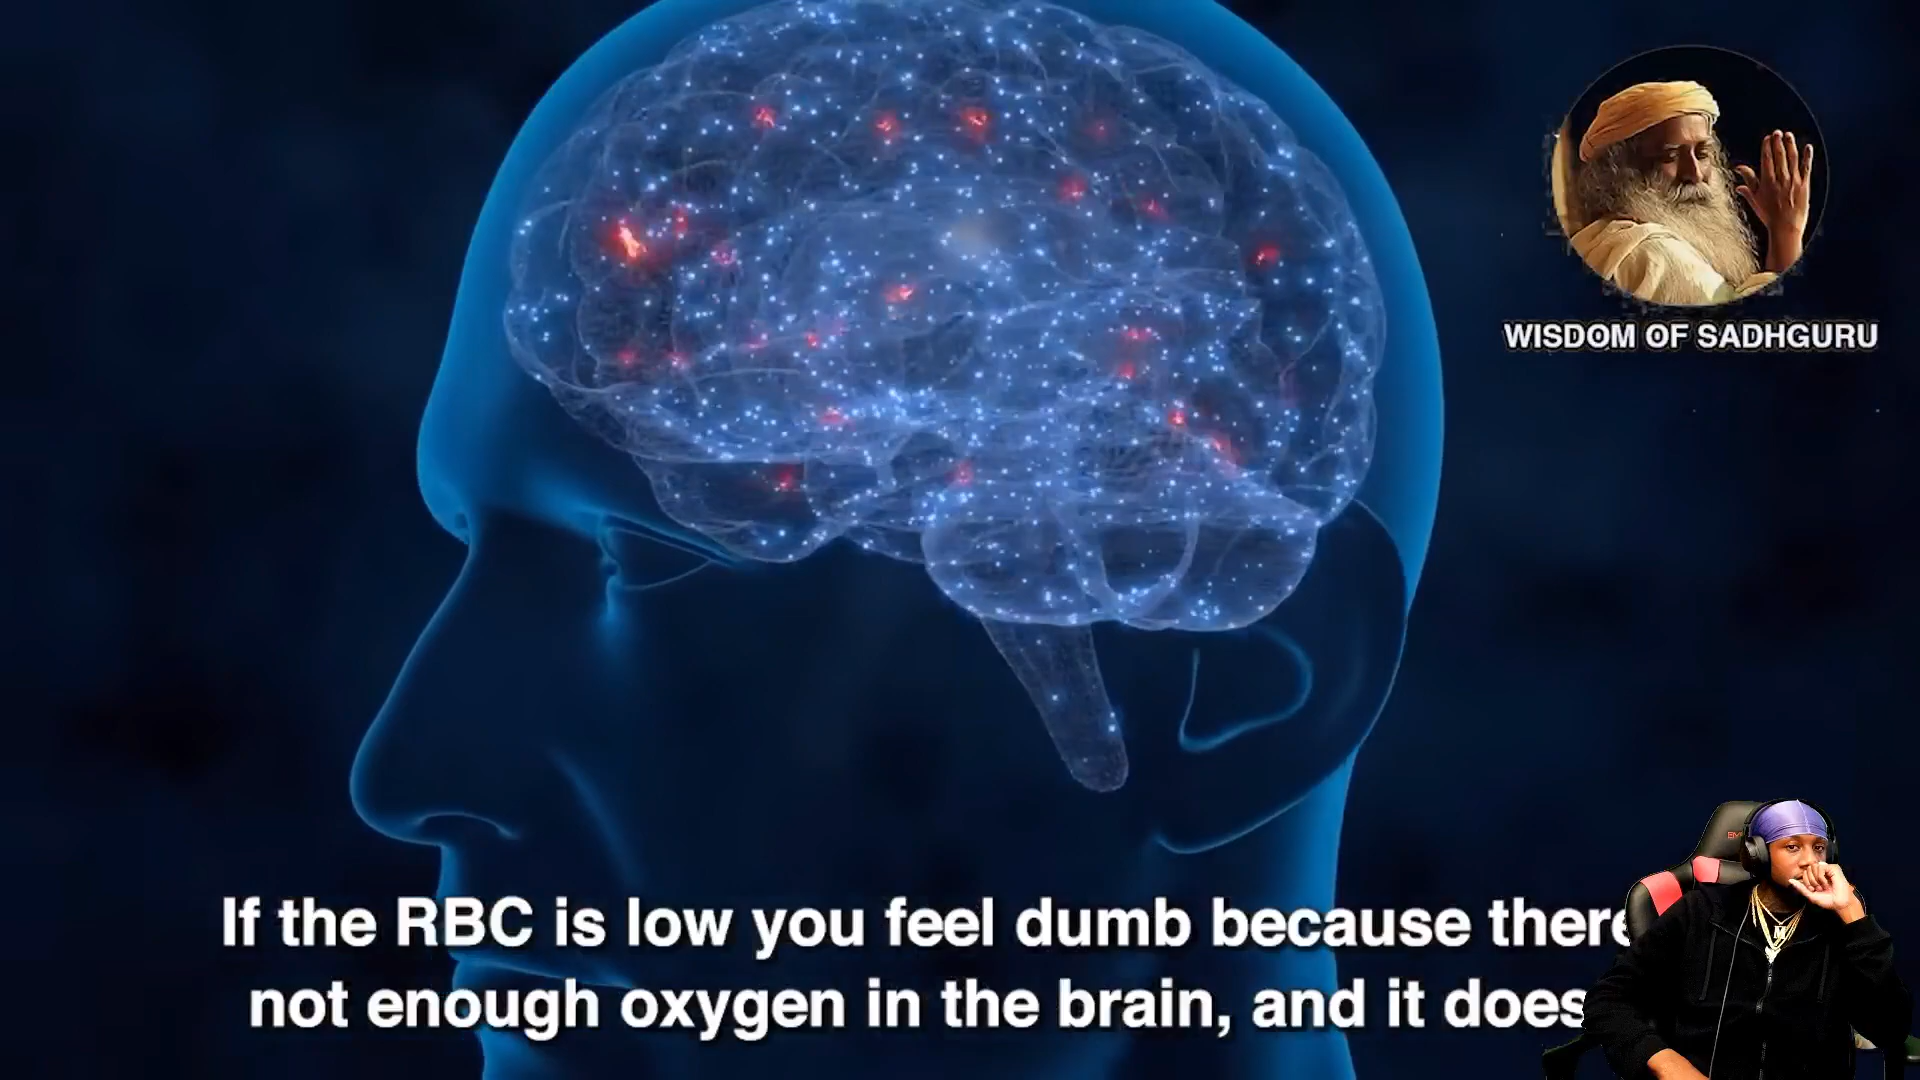 WISDOM OF SADHGURU
If the RBC is low you feel dumb because there
not enough oxygen in the brain, and it does